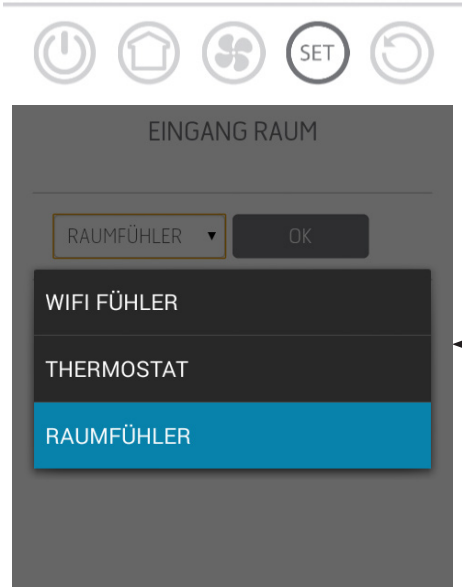 SET
EINGANG RAUM
RAUMFÜHLER OK
WIFI FÜHLER
THERMOSTAT
RAUMFÜHLER